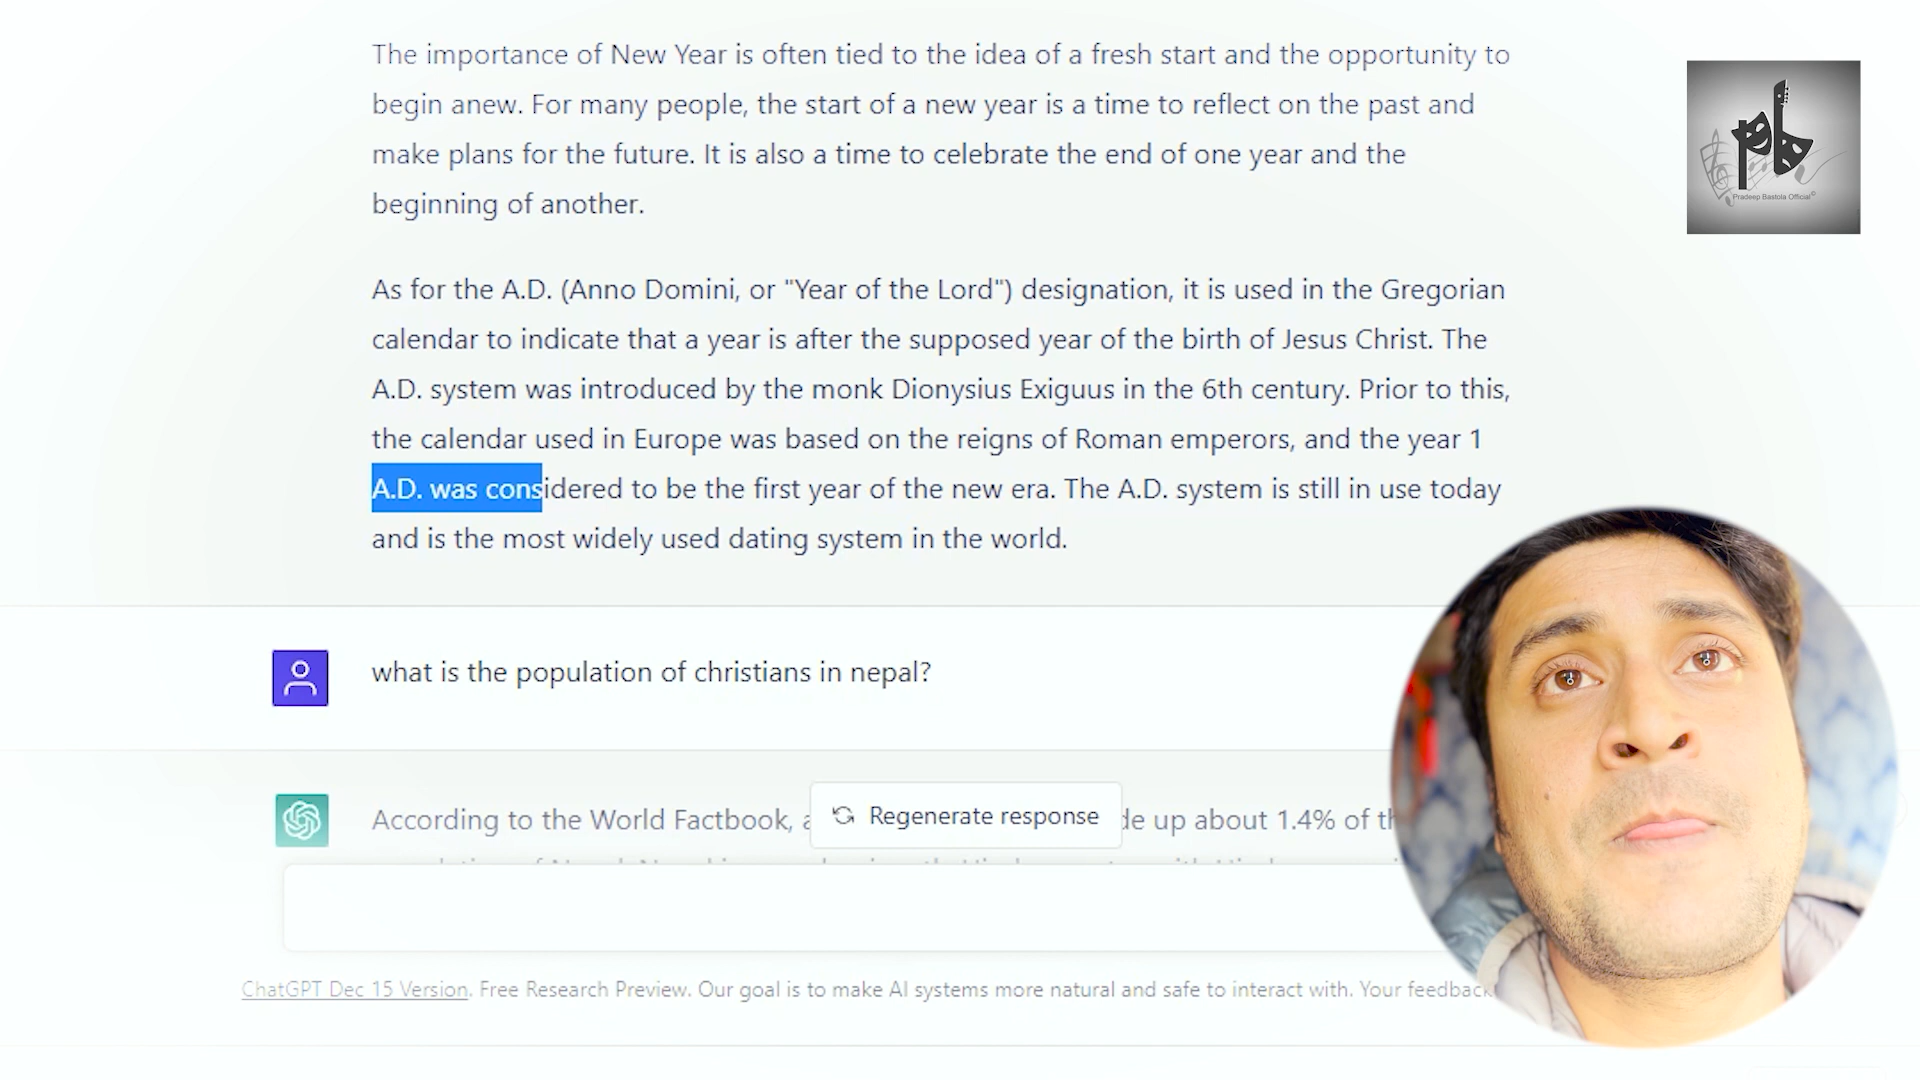 The importance of New Year is often tied to the idea of a fresh start and the opportunity to
begin anew. For many people, the start of a new year is a time to reflect on the past and
make plans for the future. It is also a time to celebrate the end of one year and the
beginning of another.
As for the A.D. (Anno Domini, or "Year of the Lord") designation, it is used in the Gregorian
calendar to indicate that a year is after the supposed year of the birth of Jesus Christ. The
A.D. system was introduced by the monk Dionysius Exiguus in the 6th century. Prior to this,
the calendar used in Europe was based on the reigns of Roman emperors, and the year 1
A.D. was considered to be the first year of the new era. The A.D. system is still in use today
and is the most widely used dating system in the world.
what is the population of christians in nepal?
According to the World Factbook, de up about 1.4% of th
Regenerate response
ChatGPT Dec 15 Version. Free Research Preview. Our goal is to make AI systems more natural and safe to interact with. Your feedback
pb
Pradeep Bastola Official©